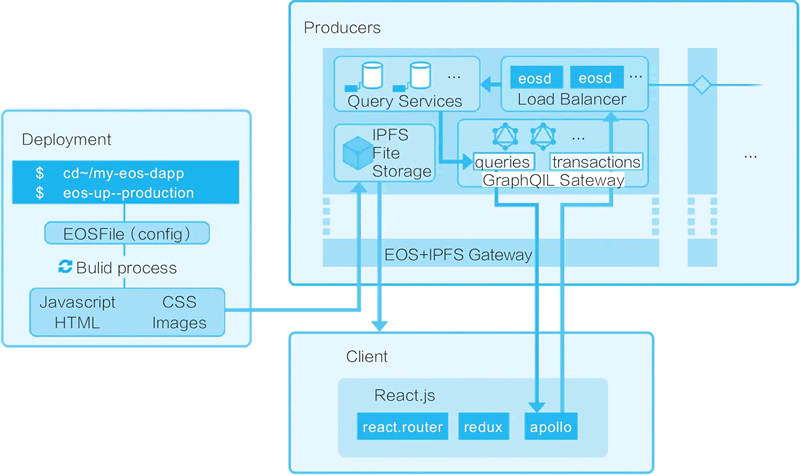 Producers
eosd eosd ...
Query Services
...
Load Balancer
IPFS
Fite
Storage
...
queries transactions
GraphQIL Gateway
...
EOS+IPFS Gateway
Deployment
$ cd~/my-eos-dapp
$ eos-up--production
EOSFile (config)
Bulid process
Javascript CSS
HTML Images
Client
React.js
react.router redux apollo